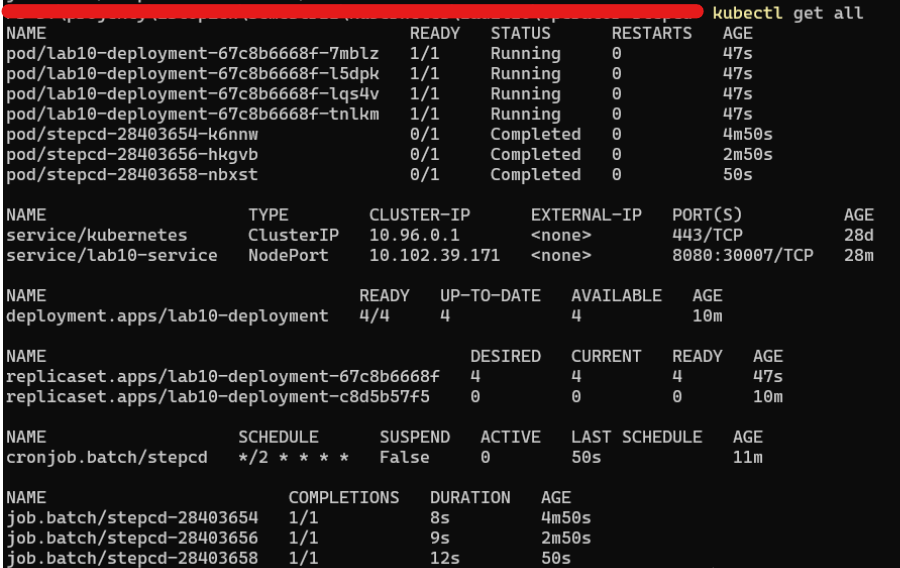 kubectl get all
NAME READY STATUS RESTARTS AGE
pod/lab10-deployment-67c8b6668f-7mblz 1/1 Running 0 47s
pod/lab10-deployment-67c8b6668f-l5dpk 1/1 Running 0 47s
pod/lab10-deployment-67c8b6668f-lqs4v 1/1 Running 0 47s
pod/lab10-deployment-67c8b6668f-tnlkm 1/1 Running 0 47s
pod/stepcd-28403654-k6nnw 0/1 Completed 0 4m50s
pod/stepcd-28403656-hkgvb 0/1 Completed 0 2m50s
pod/stepcd-28403658-nbxst 0/1 Completed 0 50s
NAME TYPE CLUSTER-IP EXTERNAL-IP PORT(S) AGE
service/kubernetes ClusterIP 10.96.0.1 <none> 443/TCP 28d
service/lab10-service NodePort 10.102.39.171 <none> 8080:30007/TCP 28m
NAME READY UP-TO-DATE AVAILABLE AGE
deployment.apps/lab10-deployment 4/4 4 4 10m
NAME DESIRED CURRENT READY AGE
replicaset.apps/lab10-deployment-67c8b6668f 4 4 4 47s
replicaset.apps/lab10-deployment-c8d5b57f5 0 0 0 10m
NAME SCHEDULE SUSPEND ACTIVE LAST SCHEDULE AGE
cronjob.batch/stepcd */2 * * * * False 0 50s 11m
NAME COMPLETIONS DURATION AGE
job.batch/stepcd-28403654 1/1 8s 4m50s
job.batch/stepcd-28403656 1/1 9s 2m50s
job.batch/stepcd-28403658 1/1 12s 50s